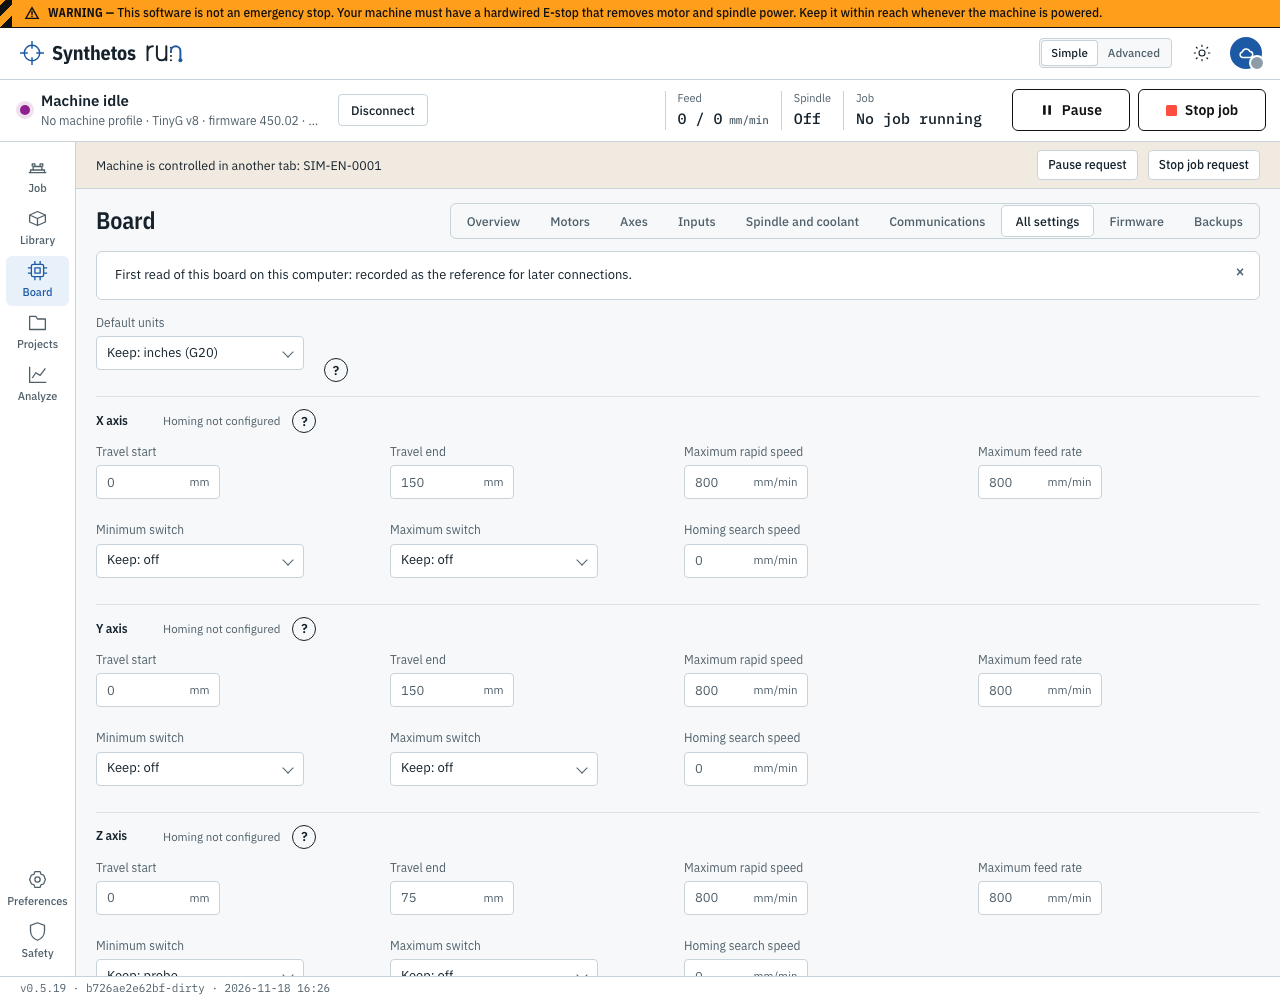 WARNING — This software is not an emergency stop. Your machine must have a hardwired E-stop that removes motor and spindle power. Keep it within reach whenever the machine is powered.
Synthetos run
Simple Advanced
Machine idle
No machine profile · TinyG v8 · firmware 450.02 · ...
Disconnect
Feed
0 / 0 mm/min
Spindle
Off
Job
No job running
Pause
Stop job
Job
Library
Board
Projects
Analyze
Preferences
Safety
Machine is controlled in another tab: SIM-EN-0001
Pause request
Stop job request
Board
Overview Motors Axes Inputs Spindle and coolant Communications All settings Firmware Backups
First read of this board on this computer: recorded as the reference for later connections. ×
Default units
Keep: inches (G20)
?
X axis Homing not configured ?
Travel start Travel end Maximum rapid speed Maximum feed rate
0 mm 150 mm 800 mm/min 800 mm/min
Minimum switch Maximum switch Homing search speed
Keep: off Keep: off 0 mm/min
Y axis Homing not configured ?
Travel start Travel end Maximum rapid speed Maximum feed rate
0 mm 150 mm 800 mm/min 800 mm/min
Minimum switch Maximum switch Homing search speed
Keep: off Keep: off 0 mm/min
Z axis Homing not configured ?
Travel start Travel end Maximum rapid speed Maximum feed rate
0 mm 75 mm 800 mm/min 800 mm/min
Minimum switch Maximum switch Homing search speed
Keep: probe Keep: off 0 mm/min
v0.5.19 · b726ae2e62bf-dirty · 2026-11-18 16:26